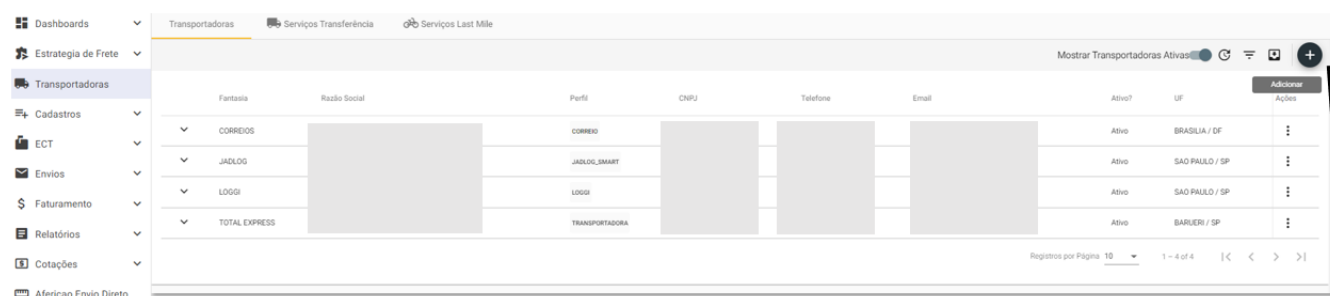 Dashboards
Estrategia de Frete
Transportadoras
Cadastros
ECT
Envios
$ Faturamento
Relatórios
Cotações
Afericao Envio Direto
Transportadoras Serviços Transferência Serviços Last Mile
Mostrar Transportadoras Ativas
Adicionar
Fantasia Razão Social Perfil CNPJ Telefone Email Ativo? UF Ações
CORREIOS CORREIO Ativo BRASILIA / DF
JADLOG JADLOG_SMART Ativo SAO PAULO / SP
LOGGI LOGGI Ativo SAO PAULO / SP
TOTAL EXPRESS TRANSPORTADORA Ativo BARUERI / SP
Registros por Página 10 1 – 4 of 4